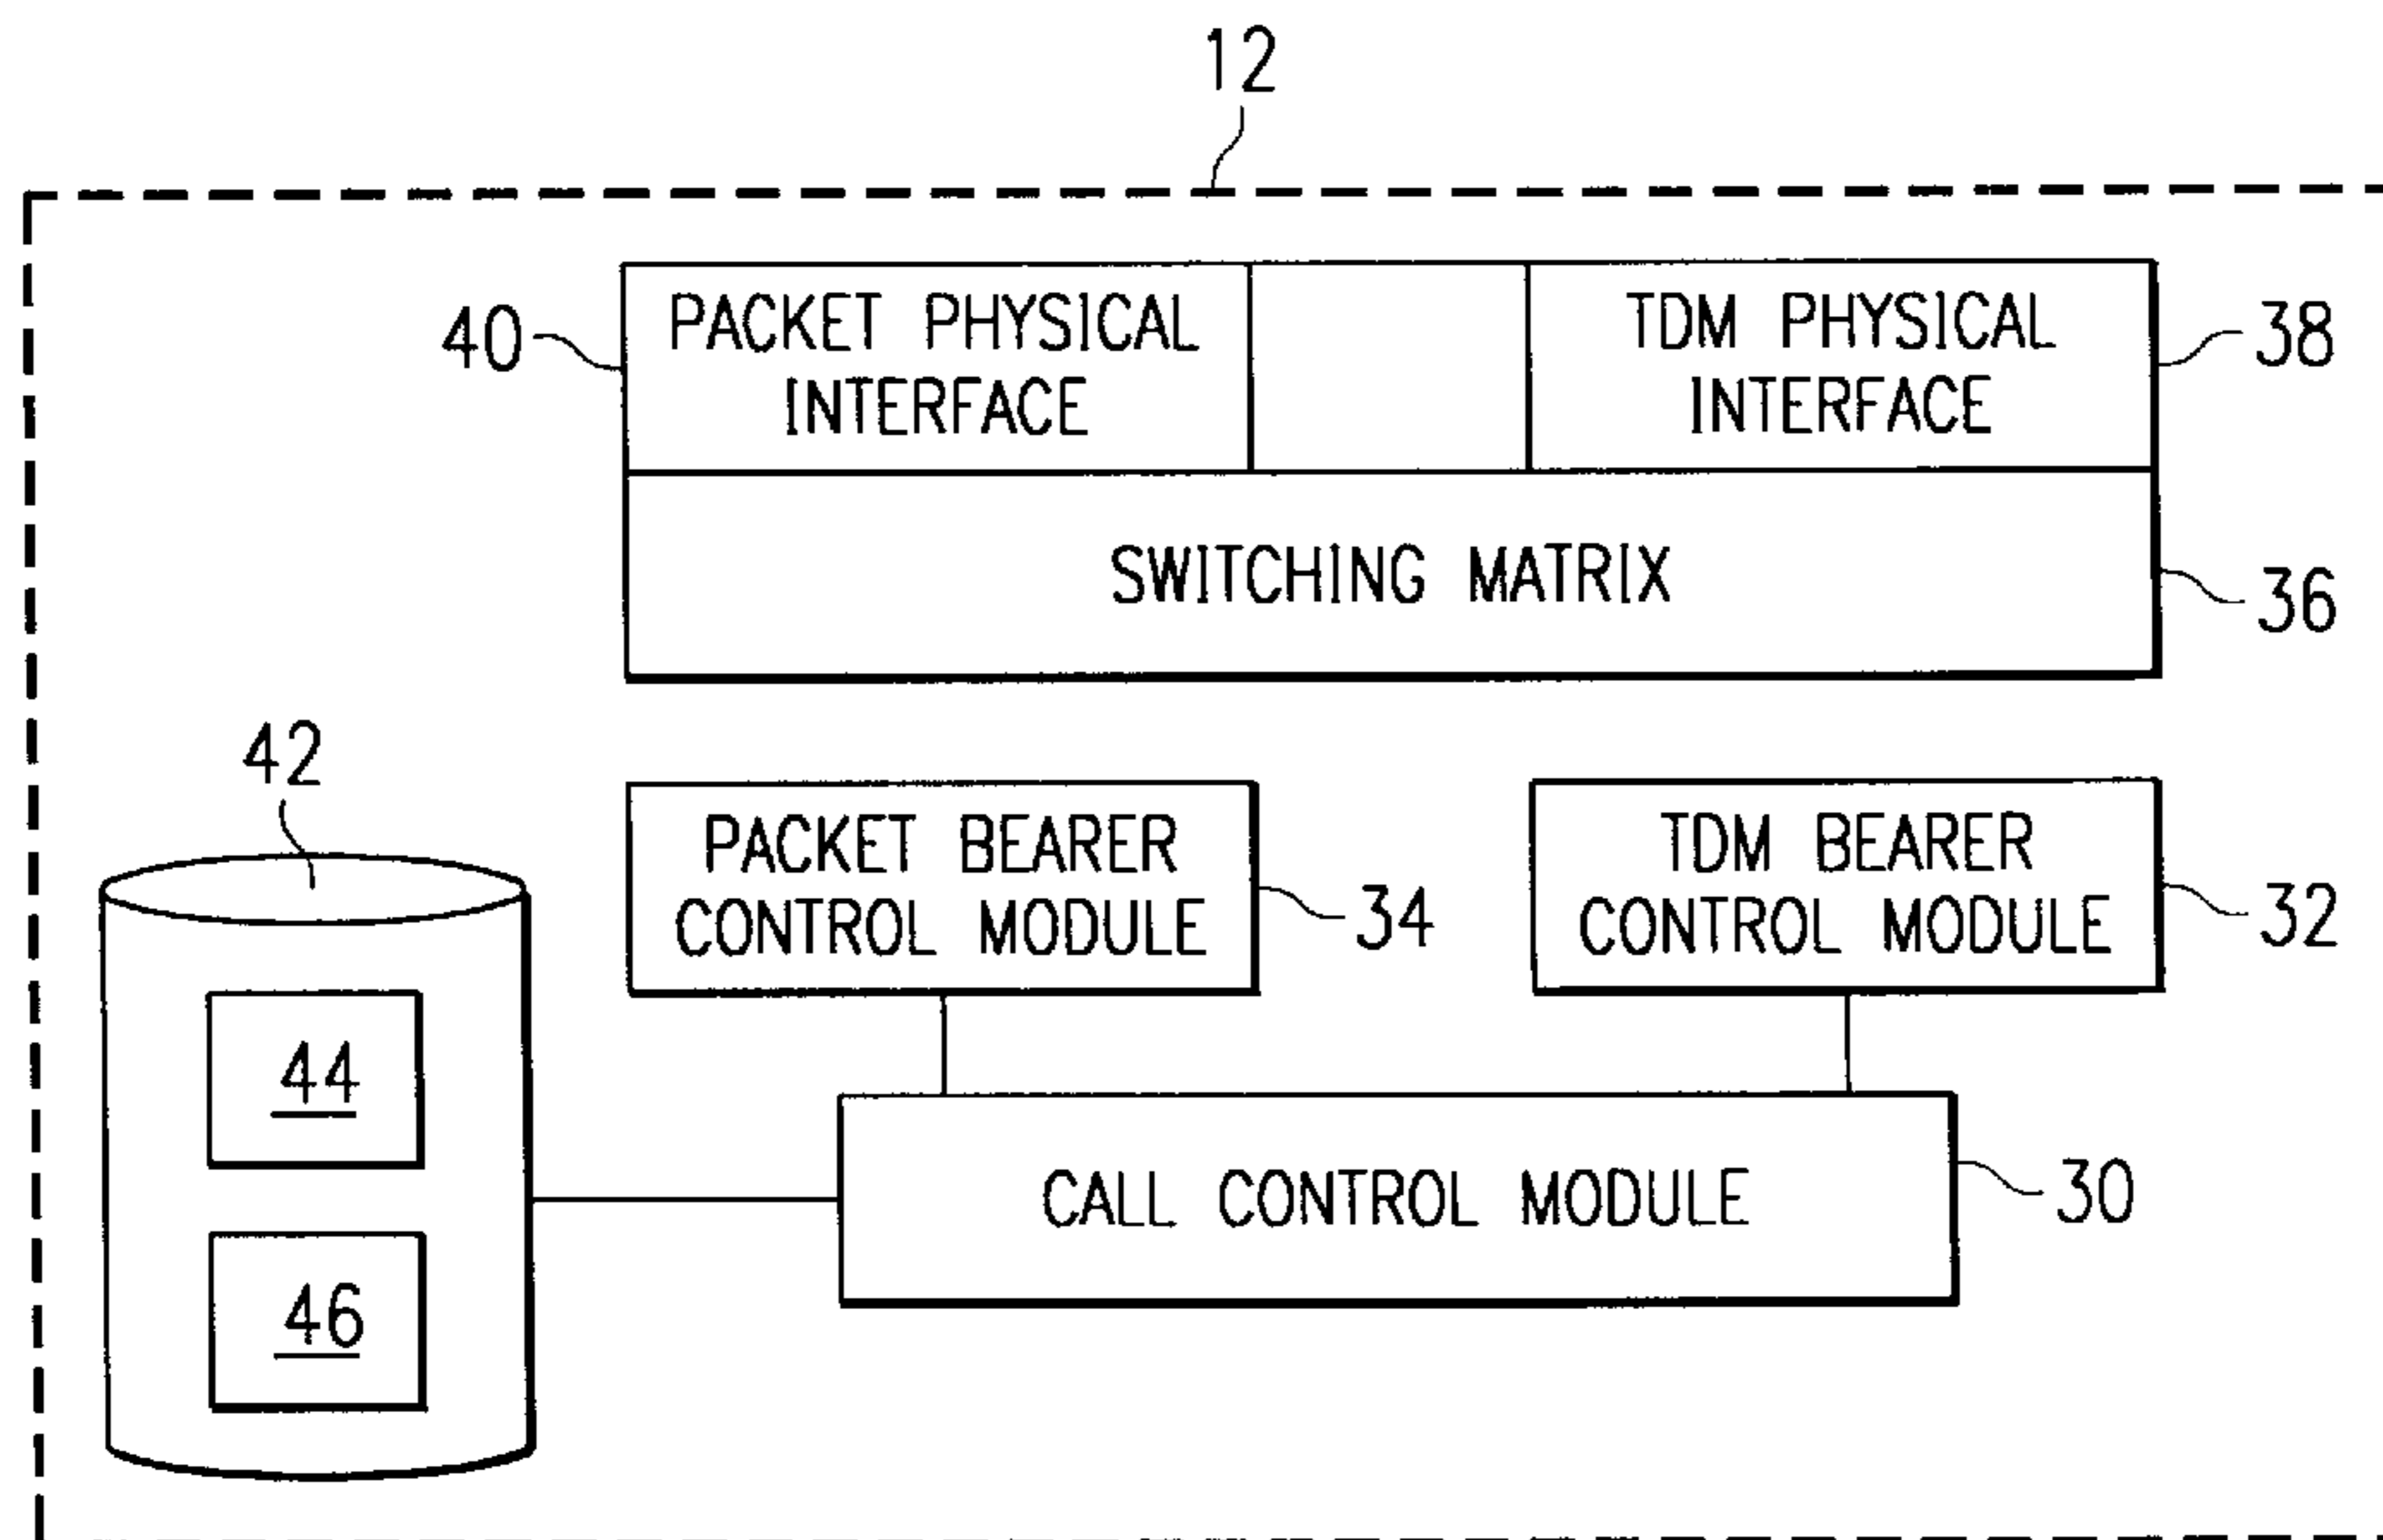 12
40
PACKET PHYSICAL
INTERFACE
TDM PHYSICAL
INTERFACE
38
SWITCHING MATRIX
36
42
PACKET BEARER
CONTROL MODULE
34
TDM BEARER
CONTROL MODULE
32
44
CALL CONTROL MODULE
30
46